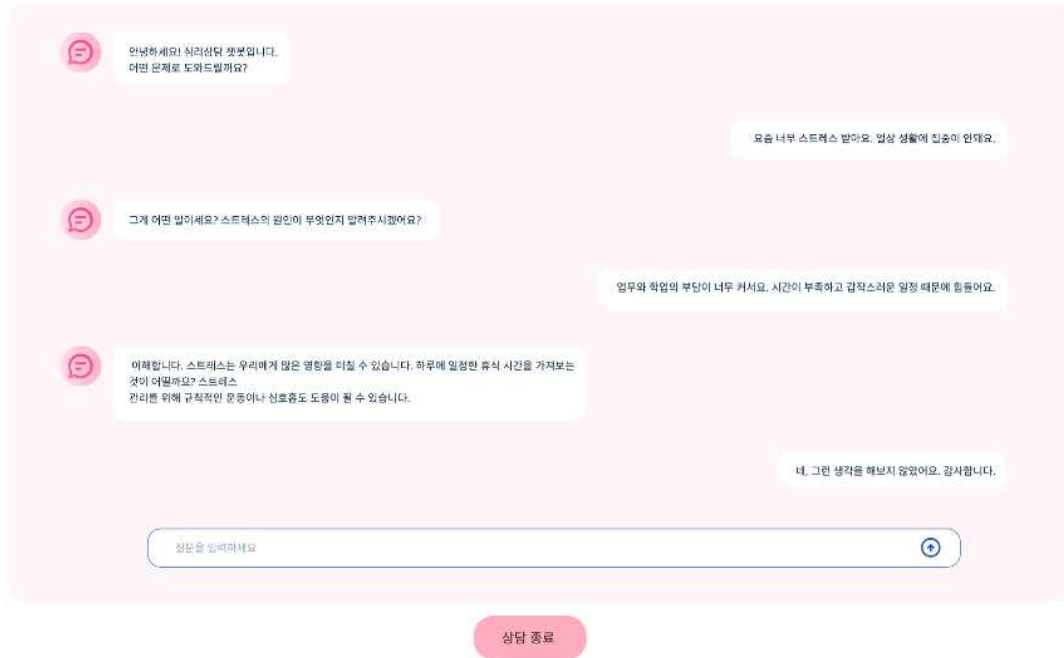 안녕하세요! 심리상담 챗봇입니다.
어떤 문제로 도와드릴까요?
요즘 너무 스트레스 받아요. 일상 생활에 집중이 안돼요.
그게 어떤 일이세요? 스트레스의 원인이 무엇인지 알려주시겠어요?
업무와 학업의 부담이 너무 커서요. 시간이 부족하고 갑작스러운 일정 때문에 힘들어요.
이해합니다. 스트레스는 우리에게 많은 영향을 미칠 수 있습니다. 하루에 일정한 휴식 시간을 가져보는
것이 어떨까요? 스트레스
관리를 위해 규칙적인 운동이나 심호흡도 도움이 될 수 있습니다.
네, 그런 생각을 해보지 않았어요. 감사합니다.
질문을 입력하세요
상담 종료